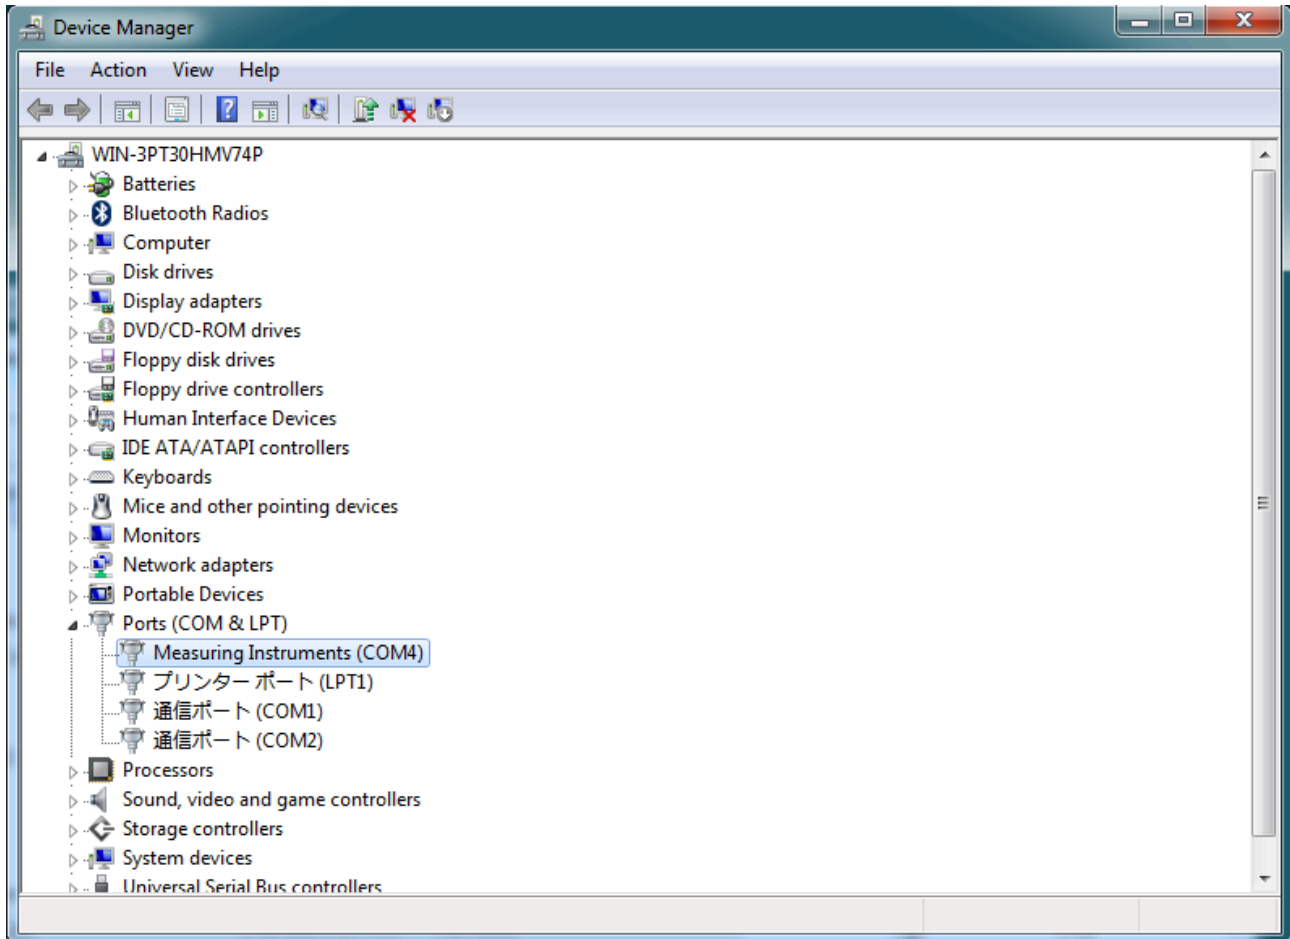 Device Manager
File Action View Help
WIN-3PT30HMV74P
Batteries
Bluetooth Radios
Computer
Disk drives
Display adapters
DVD/CD-ROM drives
Floppy disk drives
Floppy drive controllers
Human Interface Devices
IDE ATA/ATAPI controllers
Keyboards
Mice and other pointing devices
Monitors
Network adapters
Portable Devices
Ports (COM & LPT)
Measuring Instruments (COM4)
プリンター ポート (LPT1)
通信ポート (COM1)
通信ポート (COM2)
Processors
Sound, video and game controllers
Storage controllers
System devices
Universal Serial Bus controllers